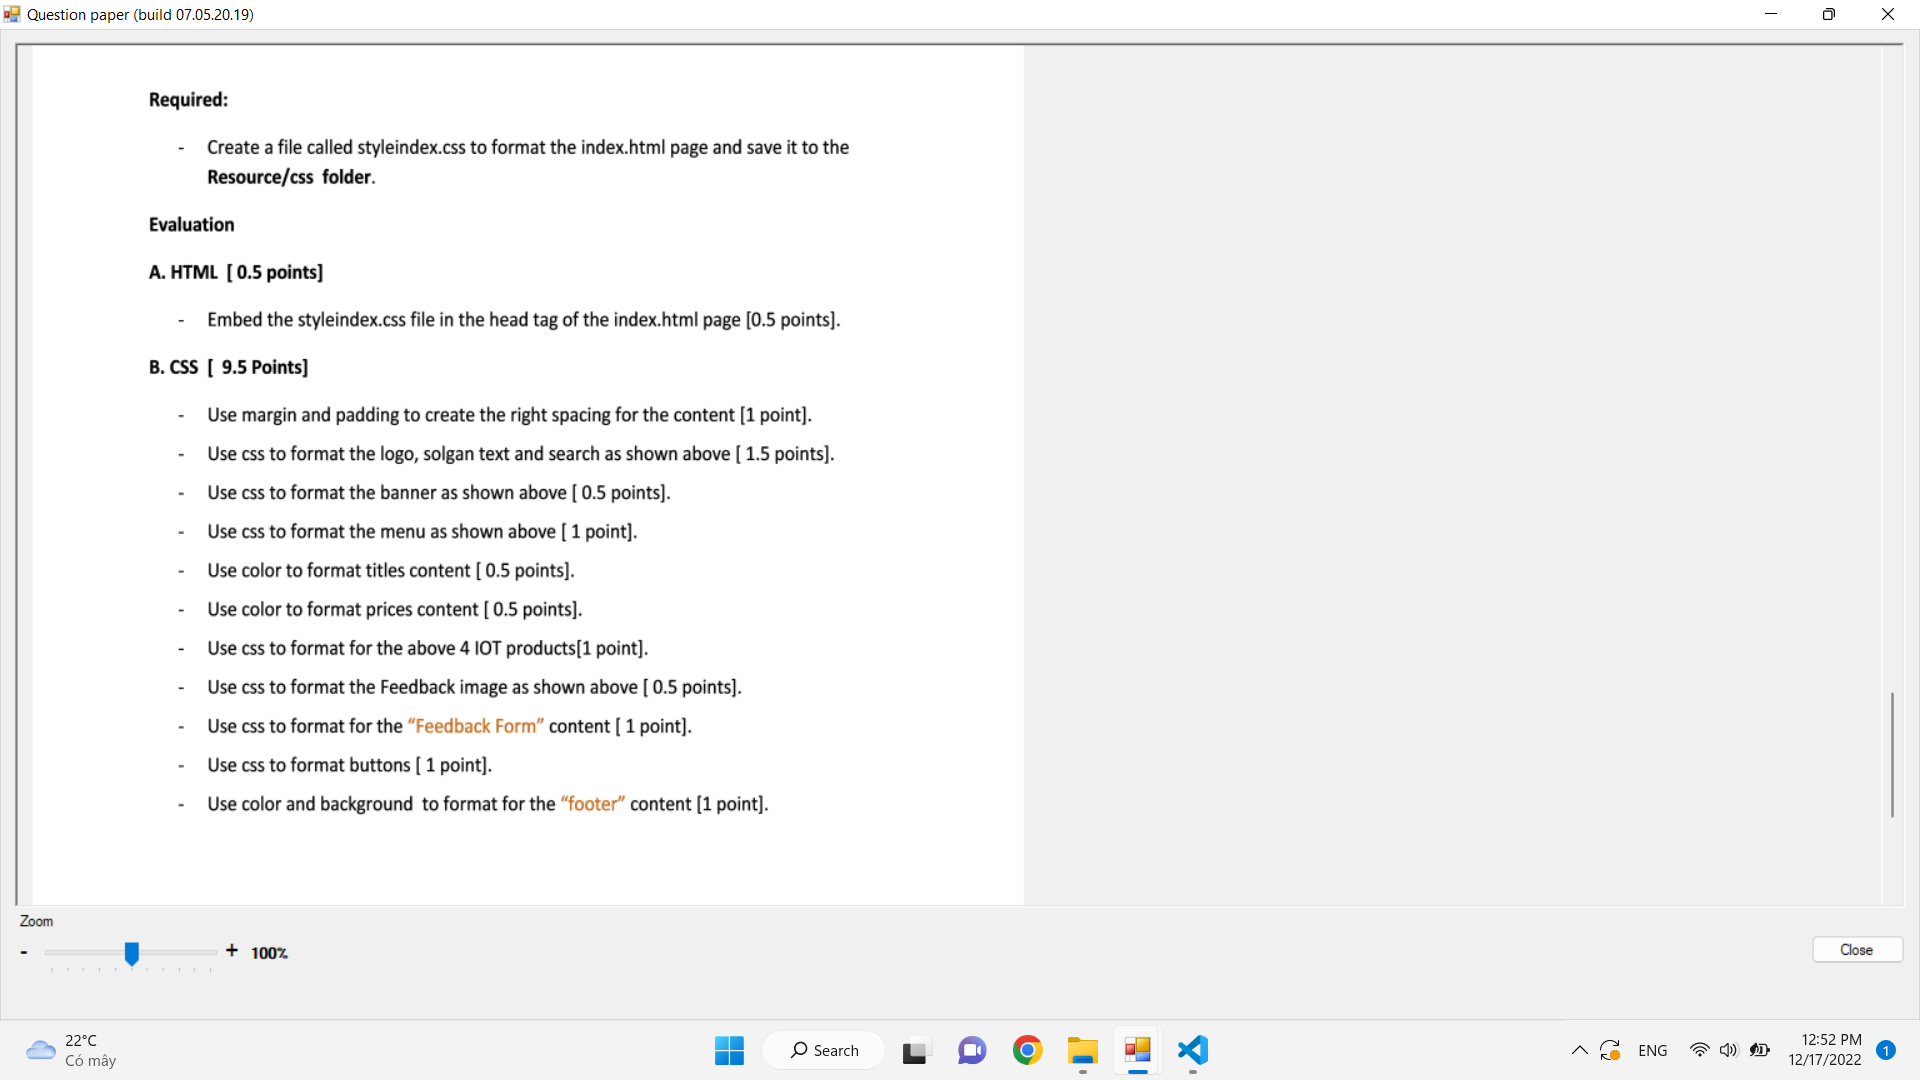 Question paper (build 07.05.20.19)
Required:
- Create a file called styleindex.css to format the index.html page and save it to the
Resource/css folder.
Evaluation
A. HTML [ 0.5 points]
- Embed the styleindex.css file in the head tag of the index.html page [0.5 points].
B. CSS [ 9.5 Points]
- Use margin and padding to create the right spacing for the content [1 point].
- Use css to format the logo, solgan text and search as shown above [ 1.5 points].
- Use css to format the banner as shown above [ 0.5 points].
- Use css to format the menu as shown above [ 1 point].
- Use color to format titles content [ 0.5 points].
- Use color to format prices content [ 0.5 points].
- Use css to format for the above 4 IOT products[1 point].
- Use css to format the Feedback image as shown above [ 0.5 points].
- Use css to format for the “Feedback Form” content [ 1 point].
- Use css to format buttons [ 1 point].
- Use color and background to format for the “footer” content [1 point].
Zoom
- + 100%
Close
22°C
Có mây
Search
ENG
12:52 PM
12/17/2022
1